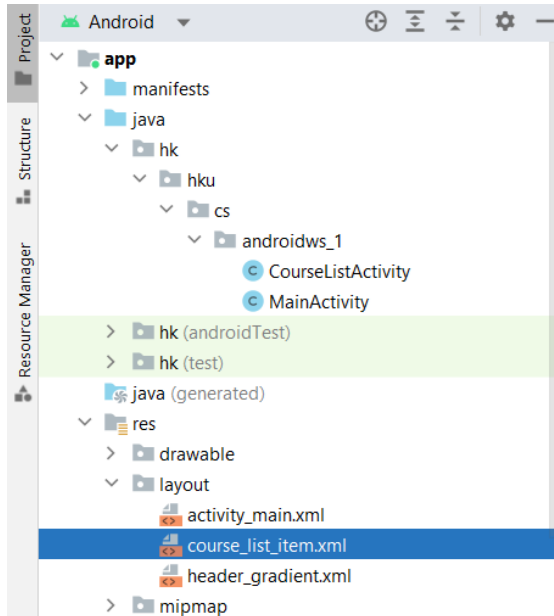 Project
Structure
Resource Manager
Android
app
manifests
java
hk
hku
cs
androidws_1
C CourseListActivity
C MainActivity
hk (androidTest)
hk (test)
java (generated)
res
drawable
layout
activity_main.xml
course_list_item.xml
header_gradient.xml
mipmap